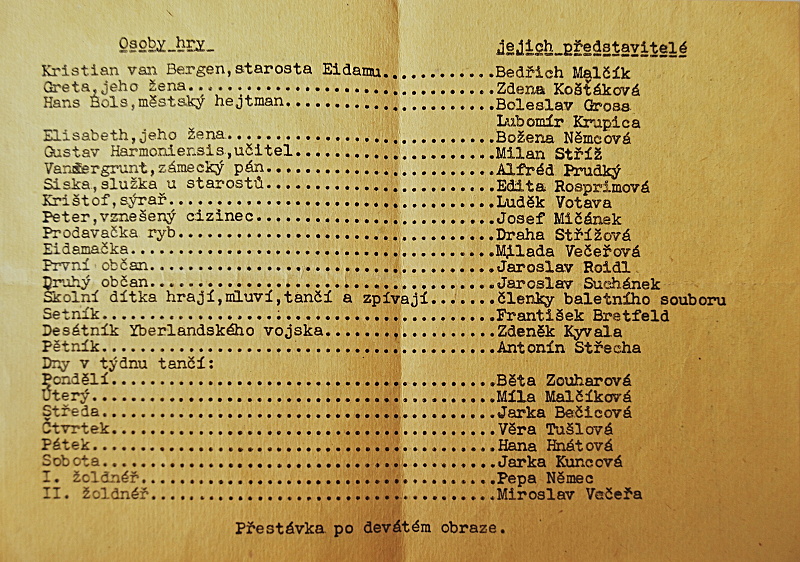 Osoby hry jejich představitelé
Kristian van Bergen,starosta Eidamu............Bedřich Malčík
Greta,jeho žena................................Zdena Košťáková
Hans Bols,městský hejtman......................Boleslav Gross
Lubomír Krupica
Elisabeth,jeho žena............................Božena Němcová
Gustav Harmoniensis,učitel.....................Milan Stříž
Vandergrunt,zámecký pán........................Alfréd Prudký
Siska,služka u starostů........................Edita Rosprimová
Krištof,sýrař..................................Luděk Votava
Peter,vznešený cizinec.........................Josef Mičánek
Prodavačka ryb.................................Draha Střížová
Eidamačka......................................Milada Večeřová
První občan....................................Jaroslav Roidl
Druhý občan....................................Jaroslav Suchánek
Školní dítka hrají,mluví,tančí a zpívají.......členky baletního souboru
Setník.........................................František Bretfeld
Desátník Yberlandského vojska..................Zdeněk Kyvala
Pětník.........................................Antonín Střecha
Dny v týdnu tančí:
Pondělí........................................Běta Zouharová
Úterý..........................................Míla Malčíková
Středa.........................................Jarka Bečicová
Čtvrtek........................................Věra Tušlová
Pátek..........................................Hana Hnátová
Sobota.........................................Jarka Kuncová
I. žoldnéř.....................................Pepa Němec
II. žoldnéř....................................Miroslav Večeřa
Přestávka po devátém obraze.